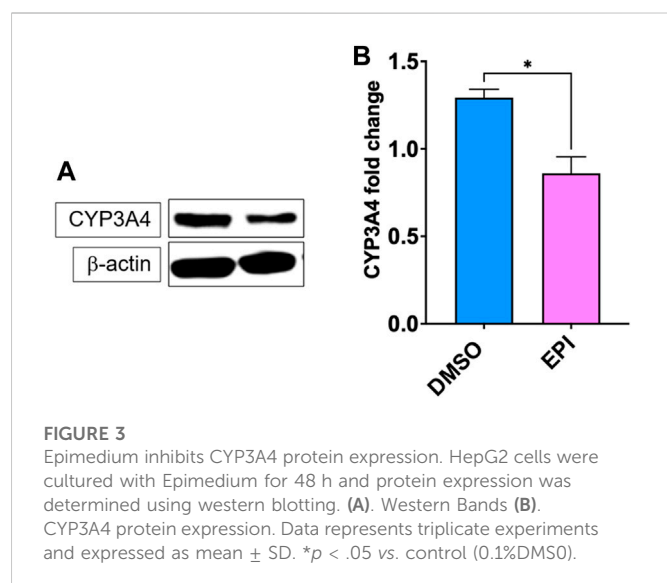 A
CYP3A4
β-actin
B
CYP3A4 fold change
1.5
1.0
0.5
0.0
*
DMSO
EPI
FIGURE 3
Epimedium inhibits CYP3A4 protein expression. HepG2 cells were
cultured with Epimedium for 48 h and protein expression was
determined using western blotting. (A). Western Bands (B).
CYP3A4 protein expression. Data represents triplicate experiments
and expressed as mean ± SD. *p < .05 vs. control (0.1%DMS0).